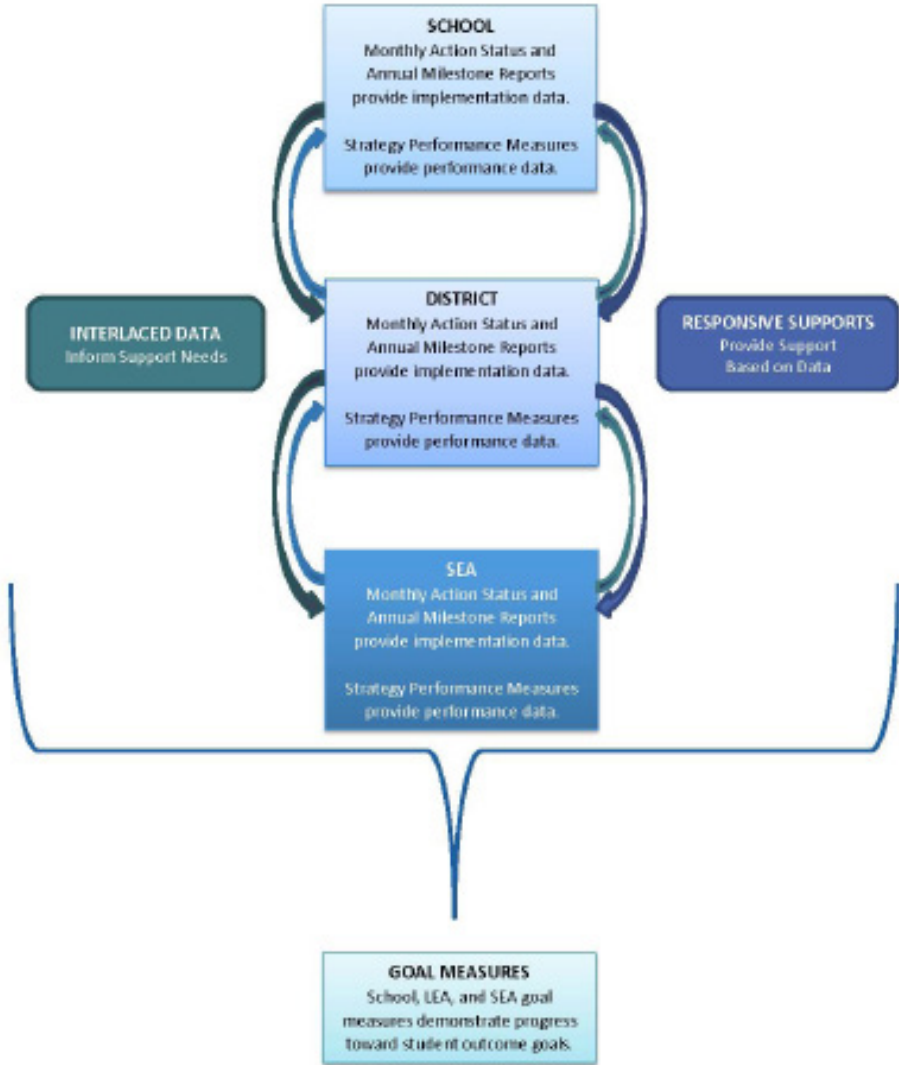 SCHOOL
Monthly Action Status and
Annual Milestone Reports
provide implementation data.
Strategy Performance Measures
provide performance data.
DISTRICT
Monthly Action Status and
Annual Milestone Reports
provide implementation data.
Strategy Performance Measures
provide performance data.
INTERLACED DATA
Inform Support Needs
RESPONSIVE SUPPORTS
Provide Support
Based on Data
SEA
Monthly Action Status and
Annual Milestone Reports
provide implementation data.
Strategy Performance Measures
provide performance data.
GOAL MEASURES
School, LEA, and SEA goal
measures demonstrate progress
toward student outcome goals.